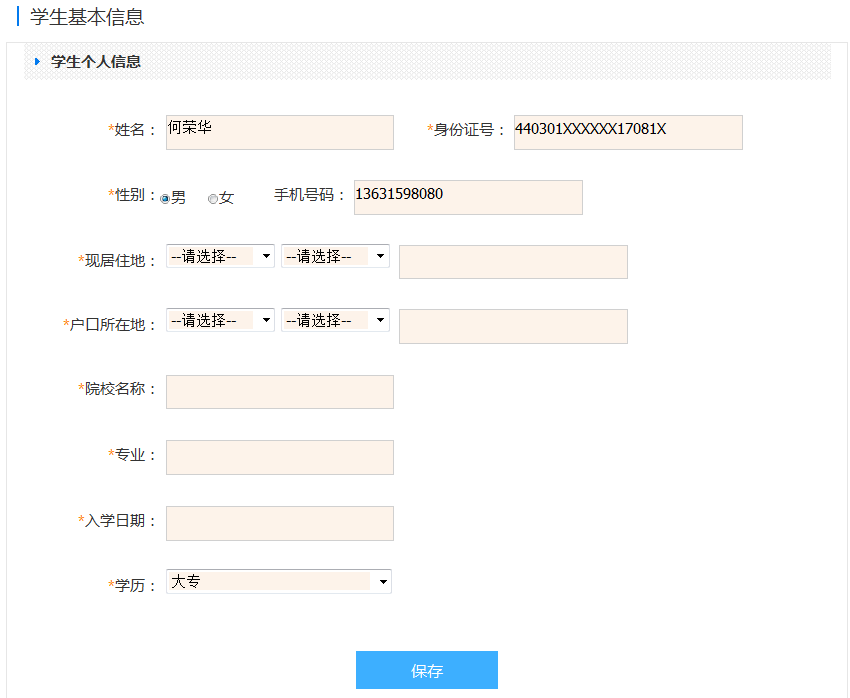 学生基本信息
学生个人信息
*姓名： 何荣华 *身份证号： 440301XXXXXX17081X
*性别： 男 女 手机号码： 13631598080
*现居住地： --请选择-- --请选择--
*户口所在地： --请选择-- --请选择--
*院校名称：
*专业：
*入学日期：
*学历： 大专
保存